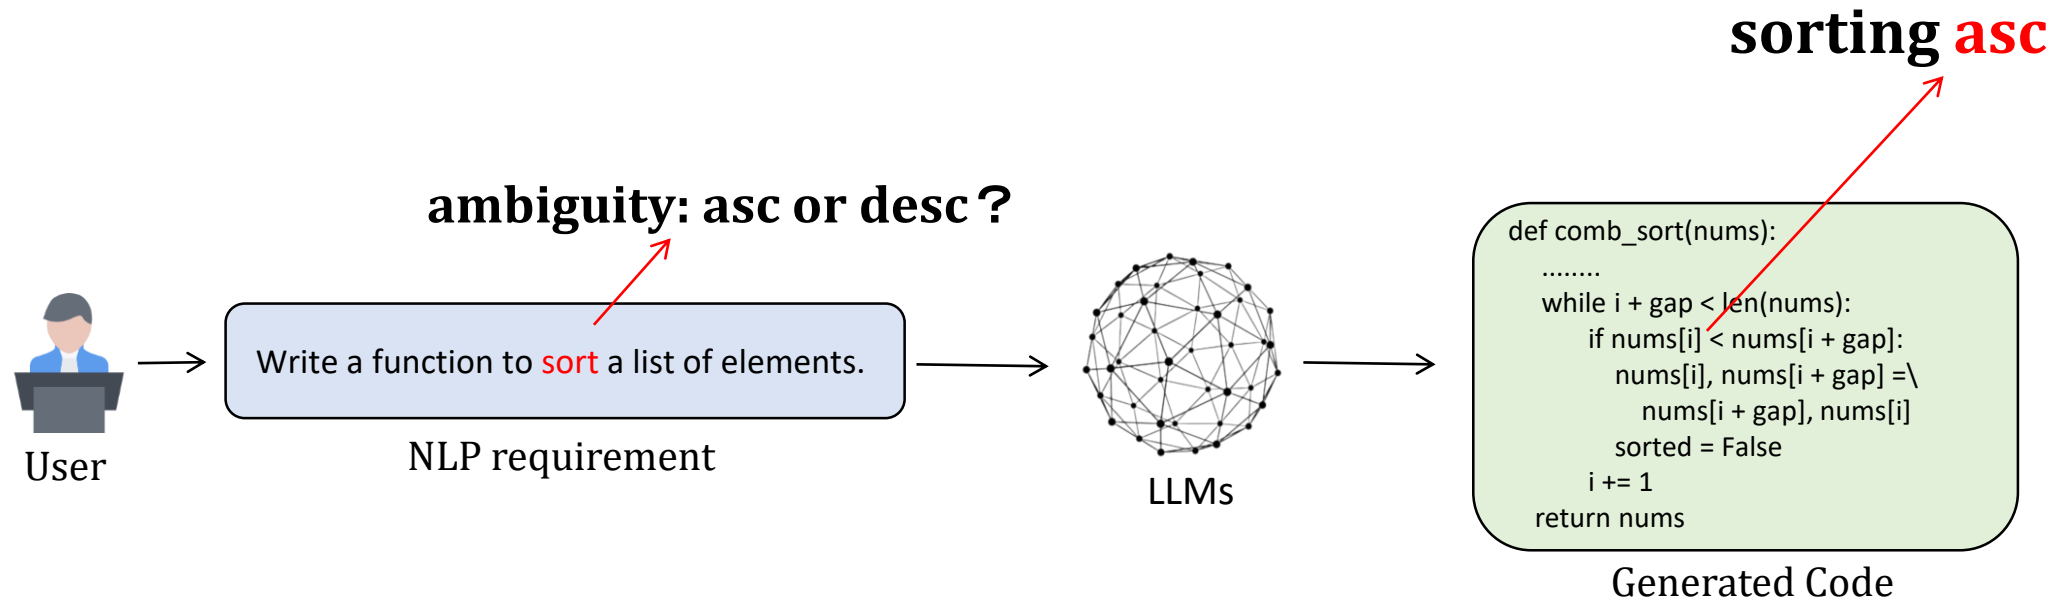 sorting asc
ambiguity: asc or desc？
Write a function to sort a list of elements.
NLP requirement
User
LLMs
def comb_sort(nums):
........
while i + gap < len(nums):
if nums[i] < nums[i + gap]:
nums[i], nums[i + gap] =\
nums[i + gap], nums[i]
sorted = False
i += 1
return nums
Generated Code